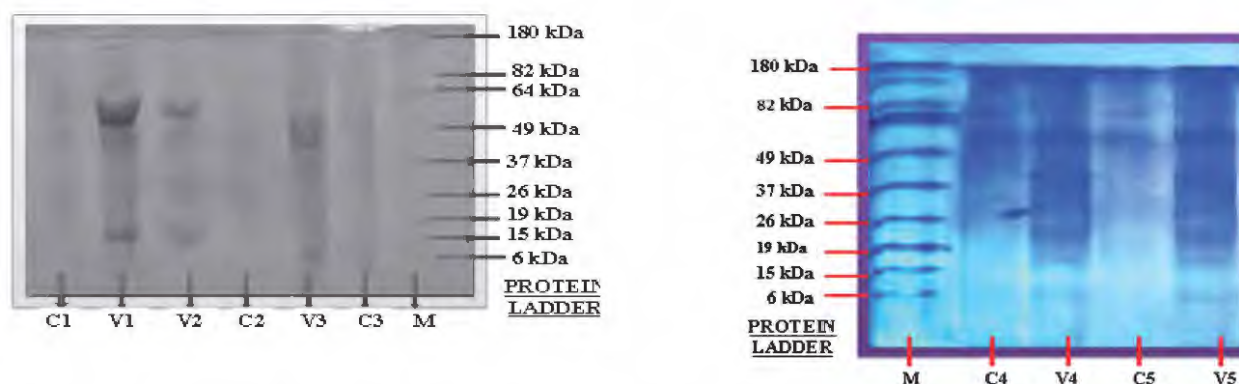 180 kDa
82 kDa
64 kDa
49 kDa
37 kDa
26 kDa
19 kDa
15 kDa
6 kDa
PROTEIN
LADDER
C1 V1 V2 C2 V3 C3 M
180 kDa
82 kDa
49 kDa
37 kDa
26 kDa
19 kDa
15 kDa
6 kDa
PROTEIN
LADDER
M C4 V4 C5 V5